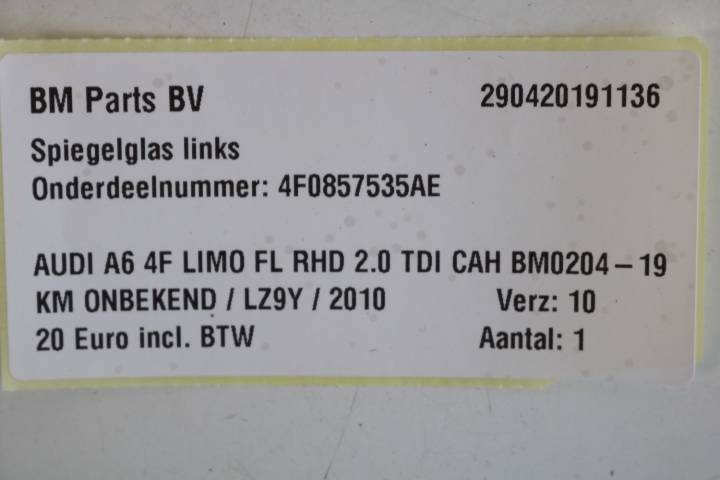 BM Parts BV 290420191136
Spiegelglas links
Onderdeelnummer: 4F0857535AE
AUDI A6 4F LIMO FL RHD 2.0 TDI CAH BM0204-19
KM ONBEKEND / LZ9Y / 2010 Verz: 10
20 Euro incl. BTW Aantal: 1